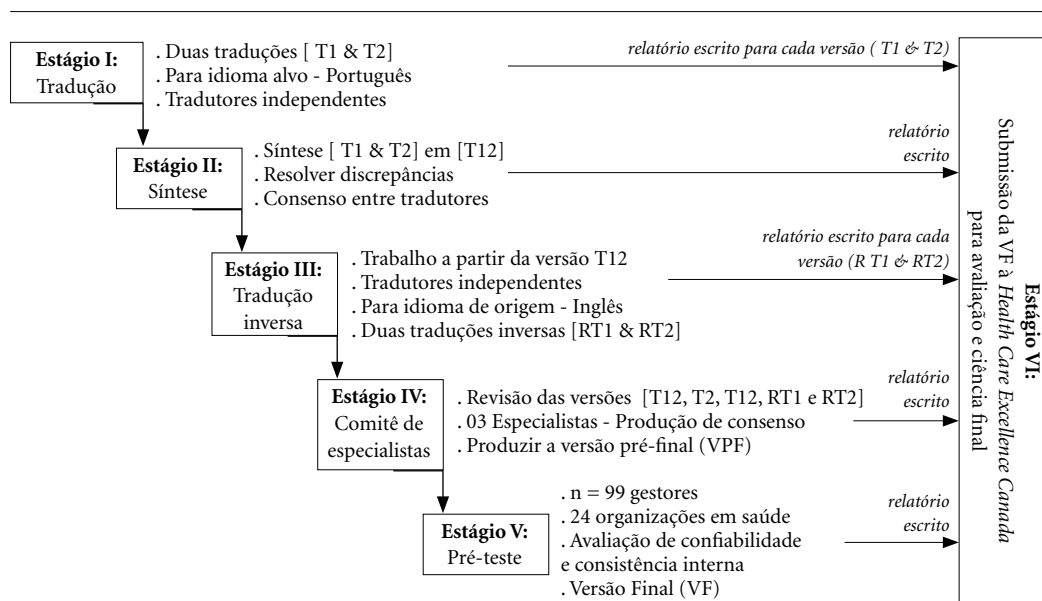 Estágio I:
Tradução
. Duas traduções [ T1 & T2]
. Para idioma alvo - Português
. Tradutores independentes
relatório escrito para cada versão ( T1 & T2)
Estágio II:
Síntese
. Síntese [ T1 & T2] em [T12]
. Resolver discrepâncias
. Consenso entre tradutores
relatório
escrito
Estágio III:
Tradução
inversa
. Trabalho a partir da versão T12
. Tradutores independentes
. Para idioma de origem - Inglês
. Duas traduções inversas [RT1 & RT2]
relatório escrito para cada
versão (R T1 & RT2)
Estágio IV:
Comitê de
especialistas
. Revisão das versões [T12, T2, T12, RT1 e RT2]
. 03 Especialistas - Produção de consenso
. Produzir a versão pré-final (VPF)
relatório
escrito
Estágio V:
Pré-teste
. n = 99 gestores
. 24 organizações em saúde
. Avaliação de confiabilidade
e consistência interna
. Versão Final (VF)
relatório
escrito
Estágio VI:
Submissão da VF à Health Care Excellence Canada
para avaliação e ciência final